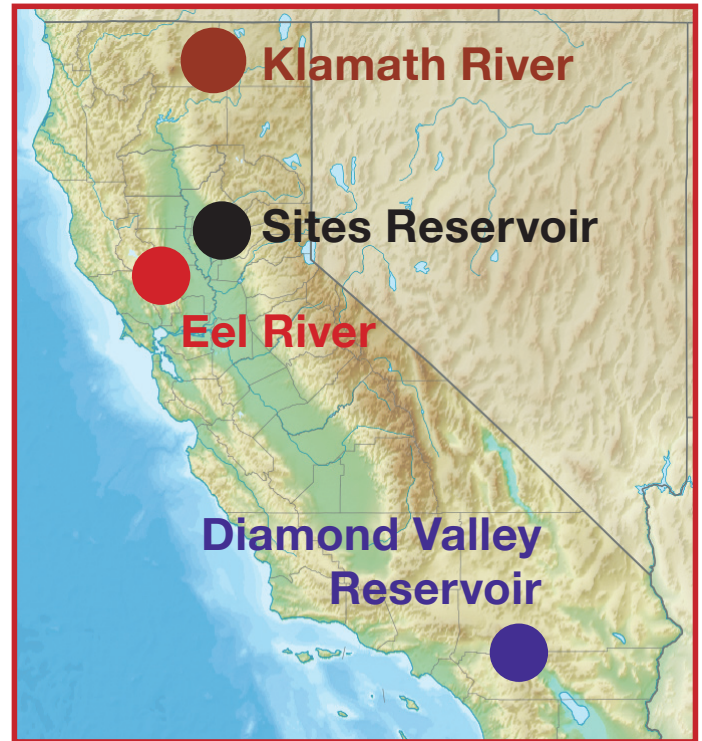 Klamath River
Sites Reservoir
Eel River
Diamond Valley
Reservoir